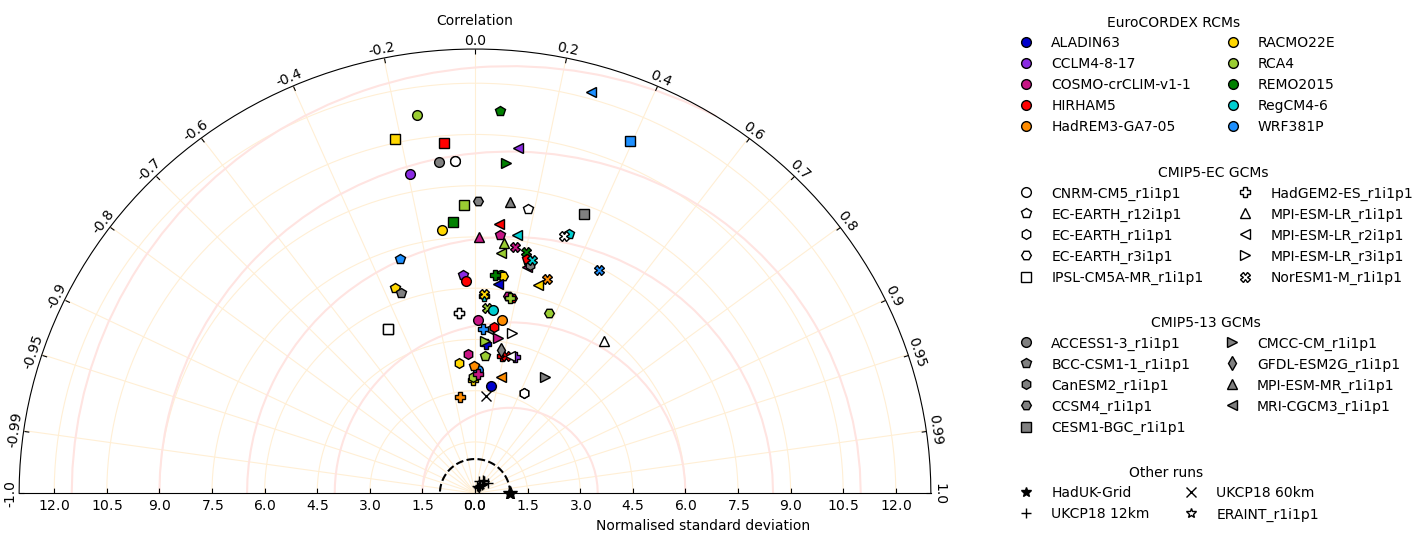 Correlation
0.0
-0.2
0.2
-0.4
0.4
-0.6
0.6
-0.7
0.7
-0.8
0.8
-0.9
0.9
-0.95
0.95
-0.99
0.99
-1.0
1.0
12.0 10.5 9.0 7.5 6.0 4.5 3.0 1.5 0.0 1.5 3.0 4.5 6.0 7.5 9.0 10.5 12.0
Normalised standard deviation
EuroCORDEX RCMs
ALADIN63
CCLM4-8-17
COSMO-crCLIM-v1-1
HIRHAM5
HadREM3-GA7-05
RACMO22E
RCA4
REMO2015
RegCM4-6
WRF381P
CMIP5-EC GCMs
CNRM-CM5_r1i1p1
EC-EARTH_r12i1p1
EC-EARTH_r1i1p1
EC-EARTH_r3i1p1
IPSL-CM5A-MR_r1i1p1
HadGEM2-ES_r1i1p1
MPI-ESM-LR_r1i1p1
MPI-ESM-LR_r2i1p1
MPI-ESM-LR_r3i1p1
NorESM1-M_r1i1p1
CMIP5-13 GCMs
ACCESS1-3_r1i1p1
BCC-CSM1-1_r1i1p1
CanESM2_r1i1p1
CCSM4_r1i1p1
CESM1-BGC_r1i1p1
CMCC-CM_r1i1p1
GFDL-ESM2G_r1i1p1
MPI-ESM-MR_r1i1p1
MRI-CGCM3_r1i1p1
Other runs
HadUK-Grid
UKCP18 12km
UKCP18 60km
ERAINT_r1i1p1